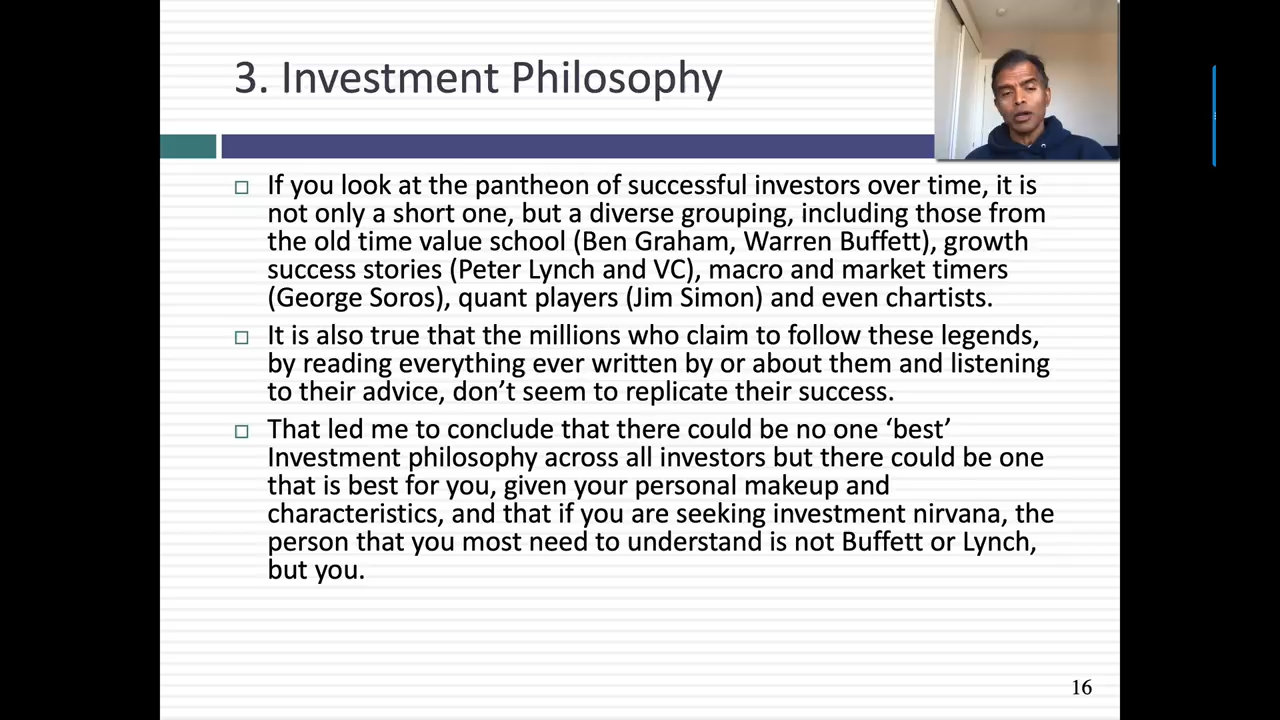 3. Investment Philosophy
If you look at the pantheon of successful investors over time, it is
not only a short one, but a diverse grouping, including those from
the old time value school (Ben Graham, Warren Buffett), growth
success stories (Peter Lynch and VC), macro and market timers
(George Soros), quant players (Jim Simon) and even chartists.
It is also true that the millions who claim to follow these legends,
by reading everything ever written by or about them and listening
to their advice, don’t seem to replicate their success.
That led me to conclude that there could be no one ‘best’
Investment philosophy across all investors but there could be one
that is best for you, given your personal makeup and
characteristics, and that if you are seeking investment nirvana, the
person that you most need to understand is not Buffett or Lynch,
but you.
16